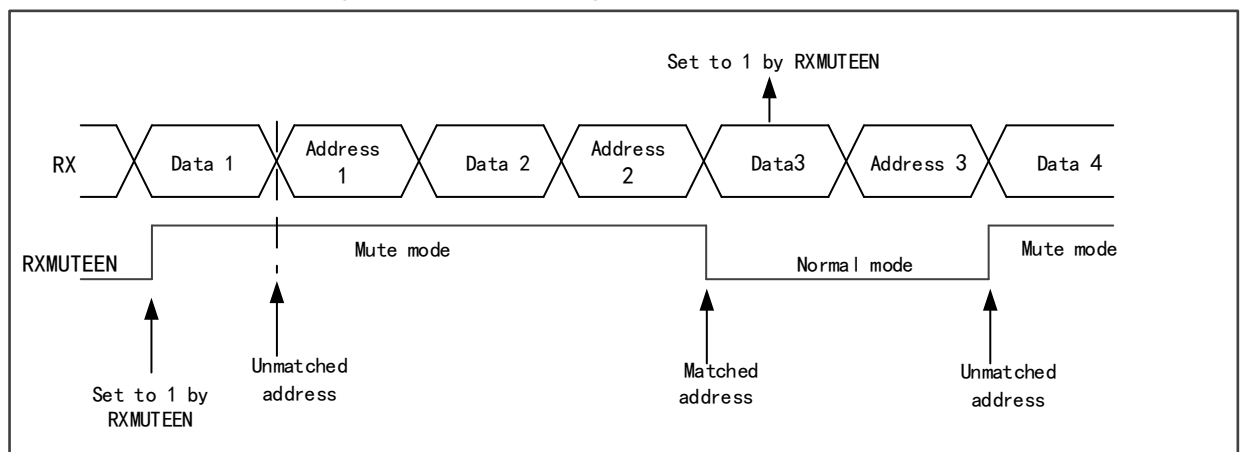 Set to 1 by RXMUTEEN
RX
Data 1
Address
1
Data 2
Address
2
Data3
Address 3
Data 4
RXMUTEEN
Mute mode
Normal mode
Mute mode
Set to 1 by
RXMUTEEN
Unmatched
address
Matched
address
Unmatched
address